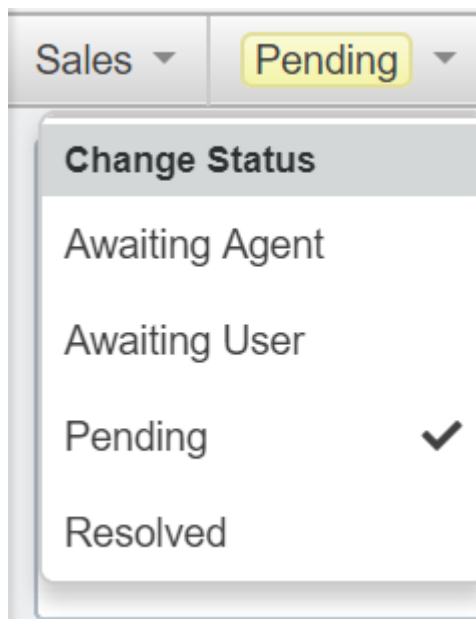 Sales Pending
Change Status
Awaiting Agent
Awaiting User
Pending
Resolved